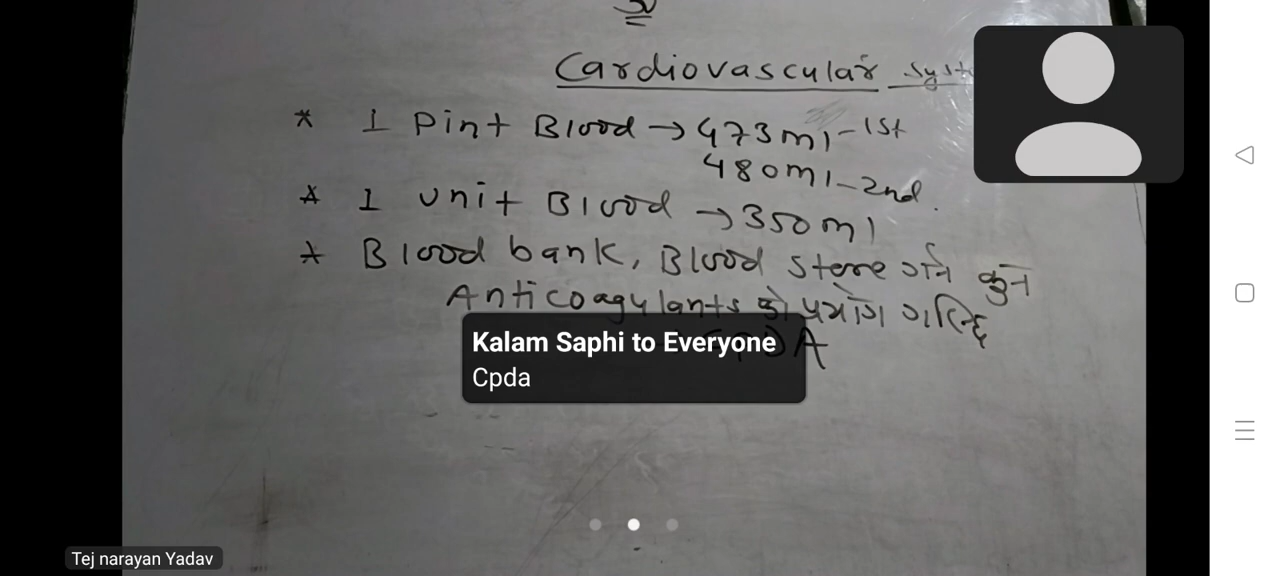 Cardiovascular
* 1 Pint Blood → 473ml - 1st
480ml - 2nd.
* 1 unit Blood → 350ml
* Blood bank, Blood store गर्न कुन
Anticoagulants को प्रयोग गरिन्छ
CPDA
Kalam Saphi to Everyone
Cpda
Tej narayan Yadav